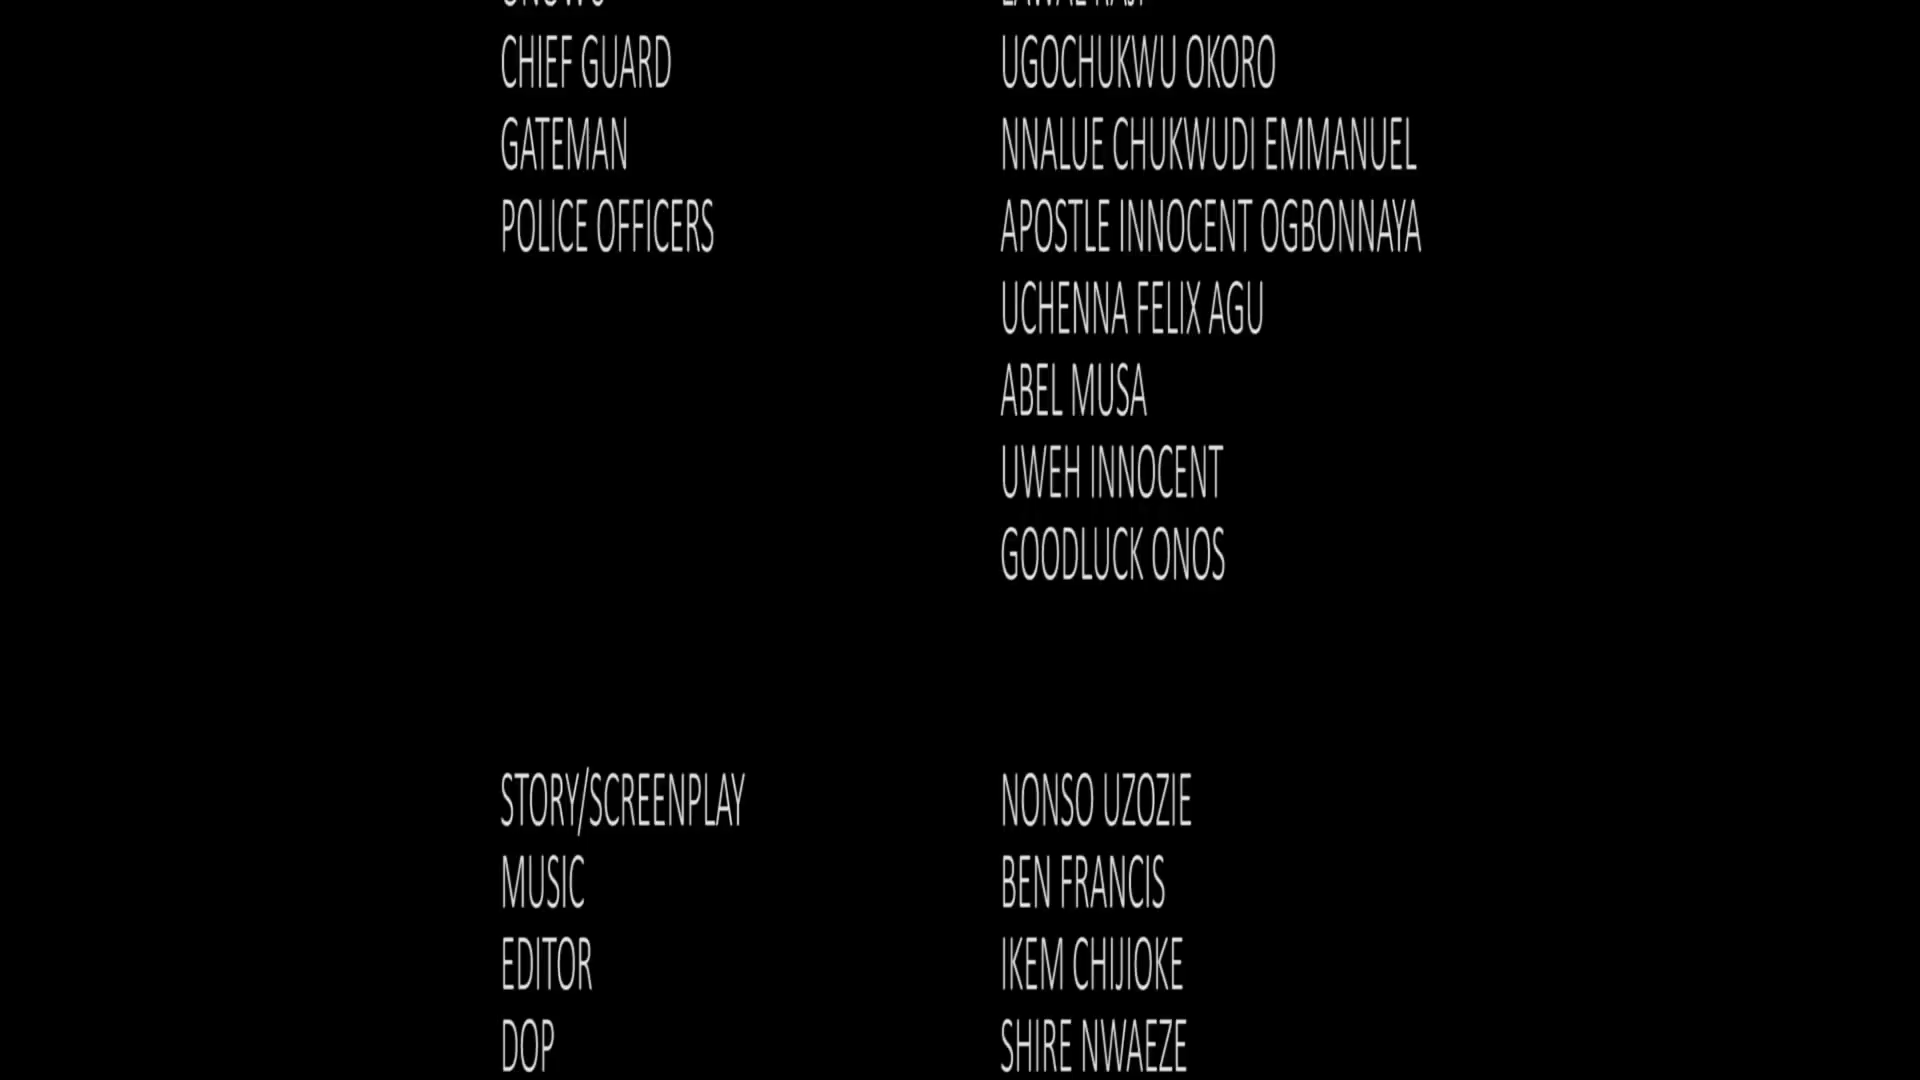 CHIEF GUARD UGOCHUKWU OKORO
GATEMAN NNALUE CHUKWUDI EMMANUEL
POLICE OFFICERS APOSTLE INNOCENT OGBONNAYA
UCHENNA FELIX AGU
ABEL MUSA
UWEH INNOCENT
GOODLUCK ONOS
STORY/SCREENPLAY NONSO UZOZIE
MUSIC BEN FRANCIS
EDITOR IKEM CHIJIOKE
DOP SHIRE NWAEZE